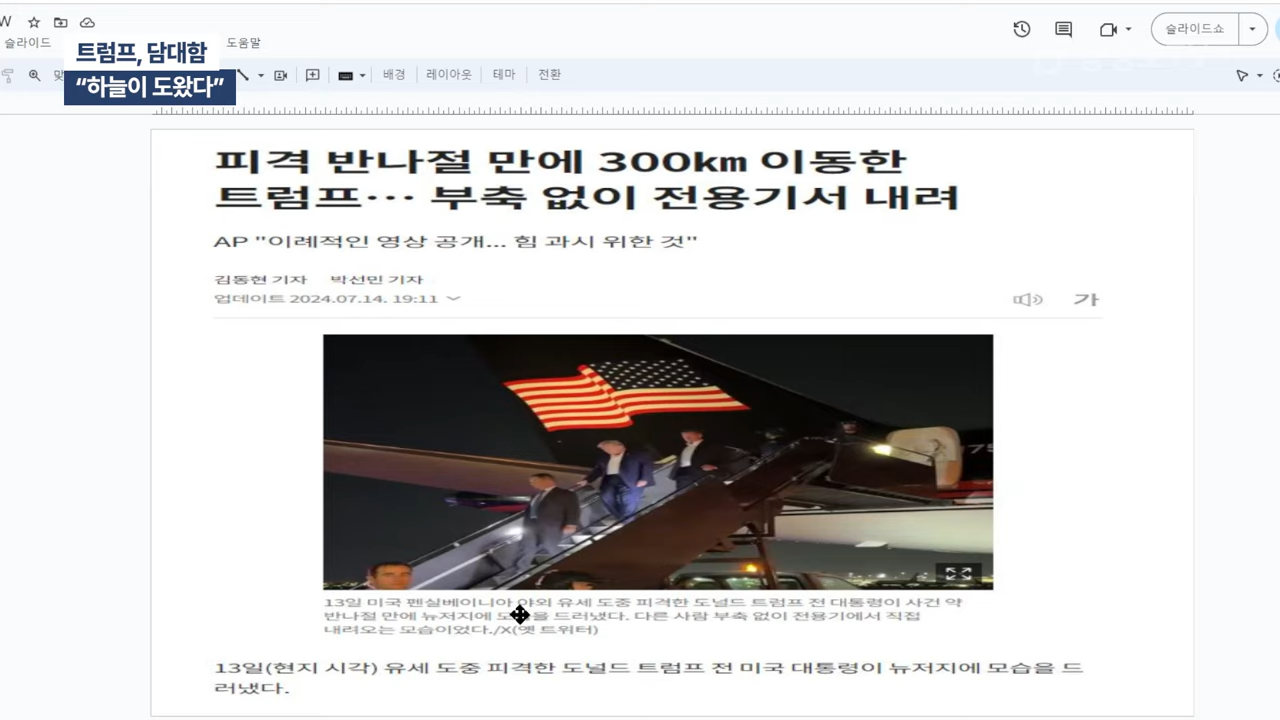 슬라이드
도움말
슬라이드쇼
트럼프, 담대함
“하늘이 도왔다”
배경
레이아웃
테마
전환
피격 반나절 만에 300km 이동한
트럼프… 부축 없이 전용기서 내려
AP "이례적인 영상 공개... 힘 과시 위한 것"
김동현 기자 박선민 기자
업데이트 2024.07.14. 19:11
가
13일 미국 펜실베이니아 야외 유세 도중 피격한 도널드 트럼프 전 대통령이 사건 약
반나절 만에 뉴저지에 모습을 드러냈다. 다른 사람 부축 없이 전용기에서 직접
내려오는 모습이었다./X(옛 트위터)
13일(현지 시각) 유세 도중 피격한 도널드 트럼프 전 미국 대통령이 뉴저지에 모습을 드
러냈다.